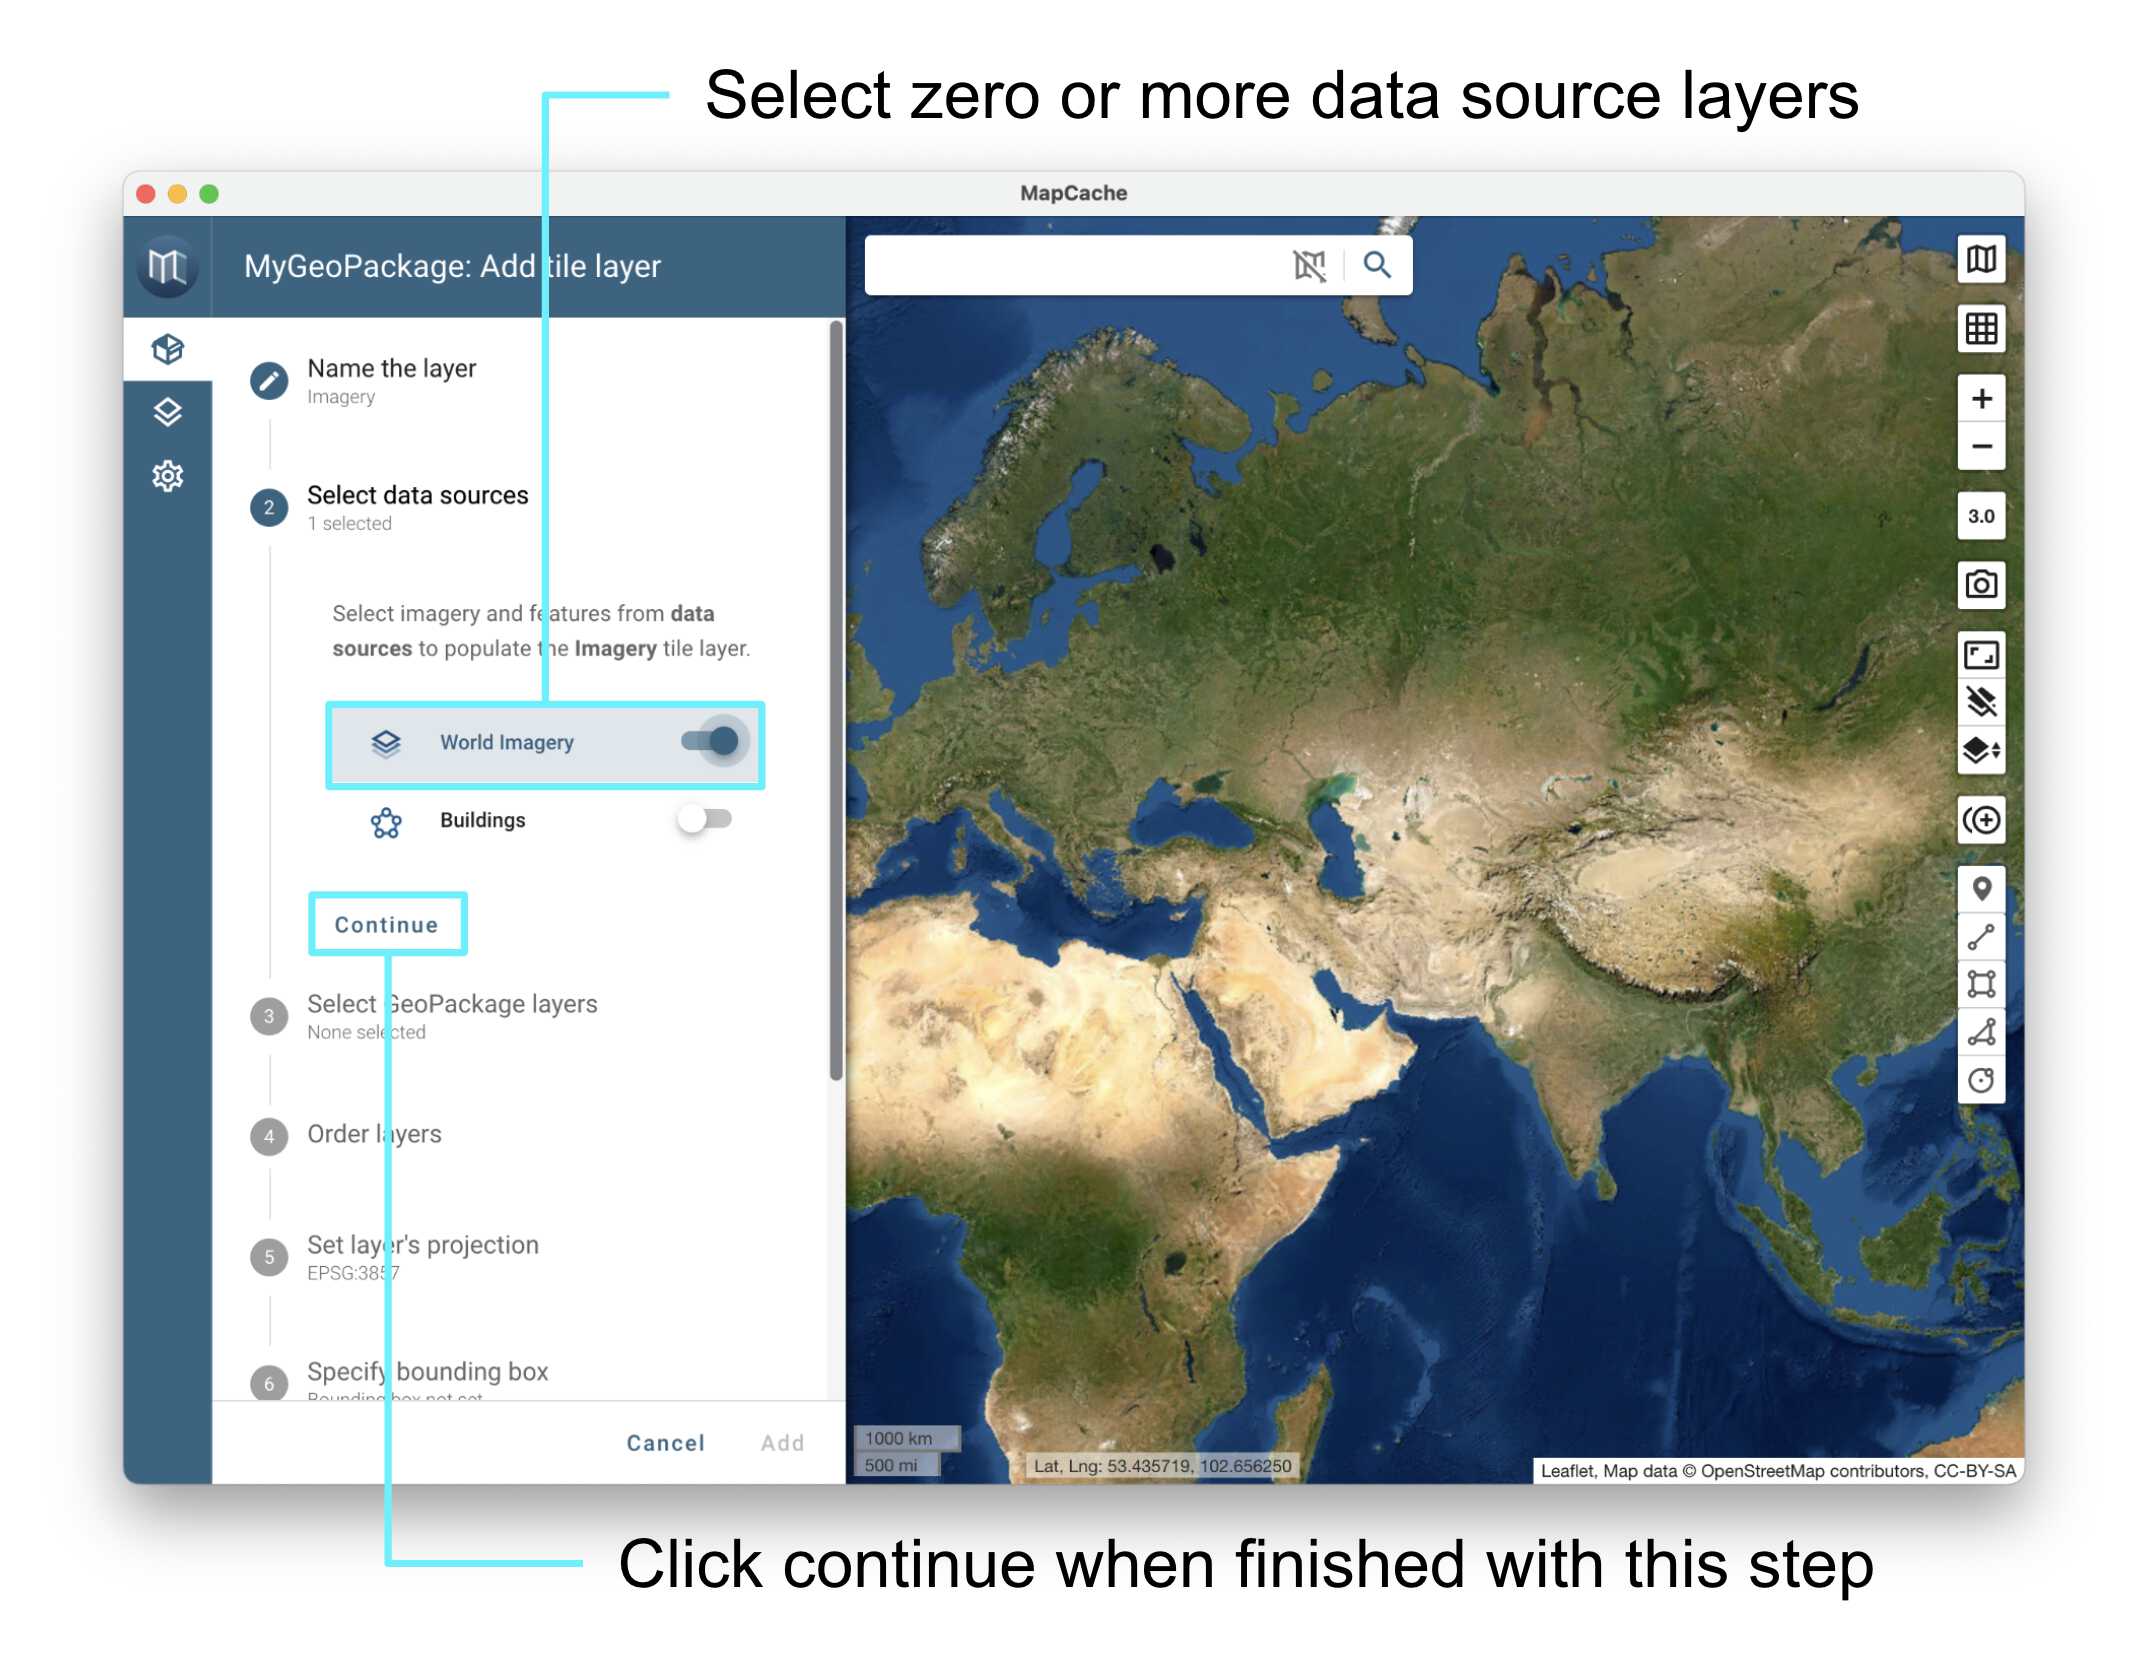 Select zero or more data source layers
MapCache
MyGeoPackage: Add tile layer
Name the layer
Imagery
2
Select data sources
1 selected
Select imagery and features from data
sources to populate the Imagery tile layer.
World Imagery
Buildings
Continue
3
Select GeoPackage layers
None selected
4
Order layers
5
Set layer's projection
EPSG:3857
6
Specify bounding box
Bounding box not set
Cancel
Add
3.0
1000 km
500 mi
Lat, Lng: 53.435719, 102.656250
Leaflet, Map data © OpenStreetMap contributors, CC-BY-SA
Click continue when finished with this step